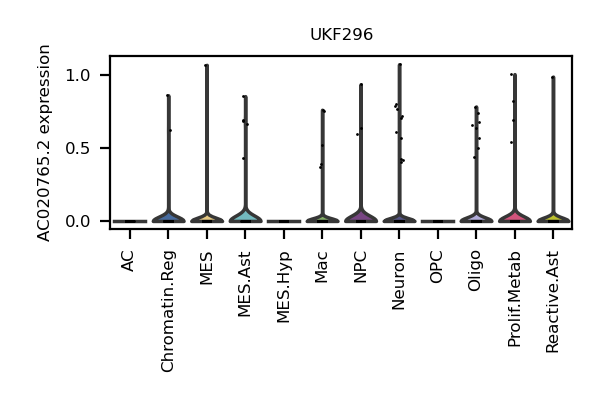 UKF296
AC020765.2 expression
1.0
0.5
0.0
AC
Chromatin.Reg
MES
MES.Ast
MES.Hyp
Mac
NPC
Neuron
OPC
Oligo
Prolif.Metab
Reactive.Ast